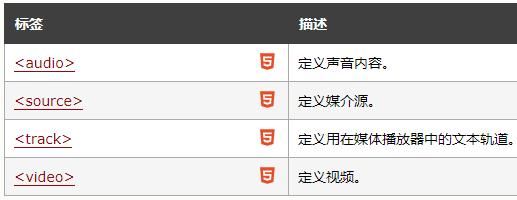 标签 描述
<audio> 定义声音内容。
<source> 定义媒介源。
<track> 定义用在媒体播放器中的文本轨道。
<video> 定义视频。